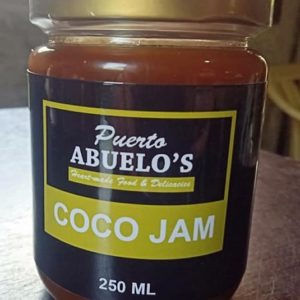 Puerto
ABUELO'S
Heart-made Food & Delicacies
COCO JAM
250 ML